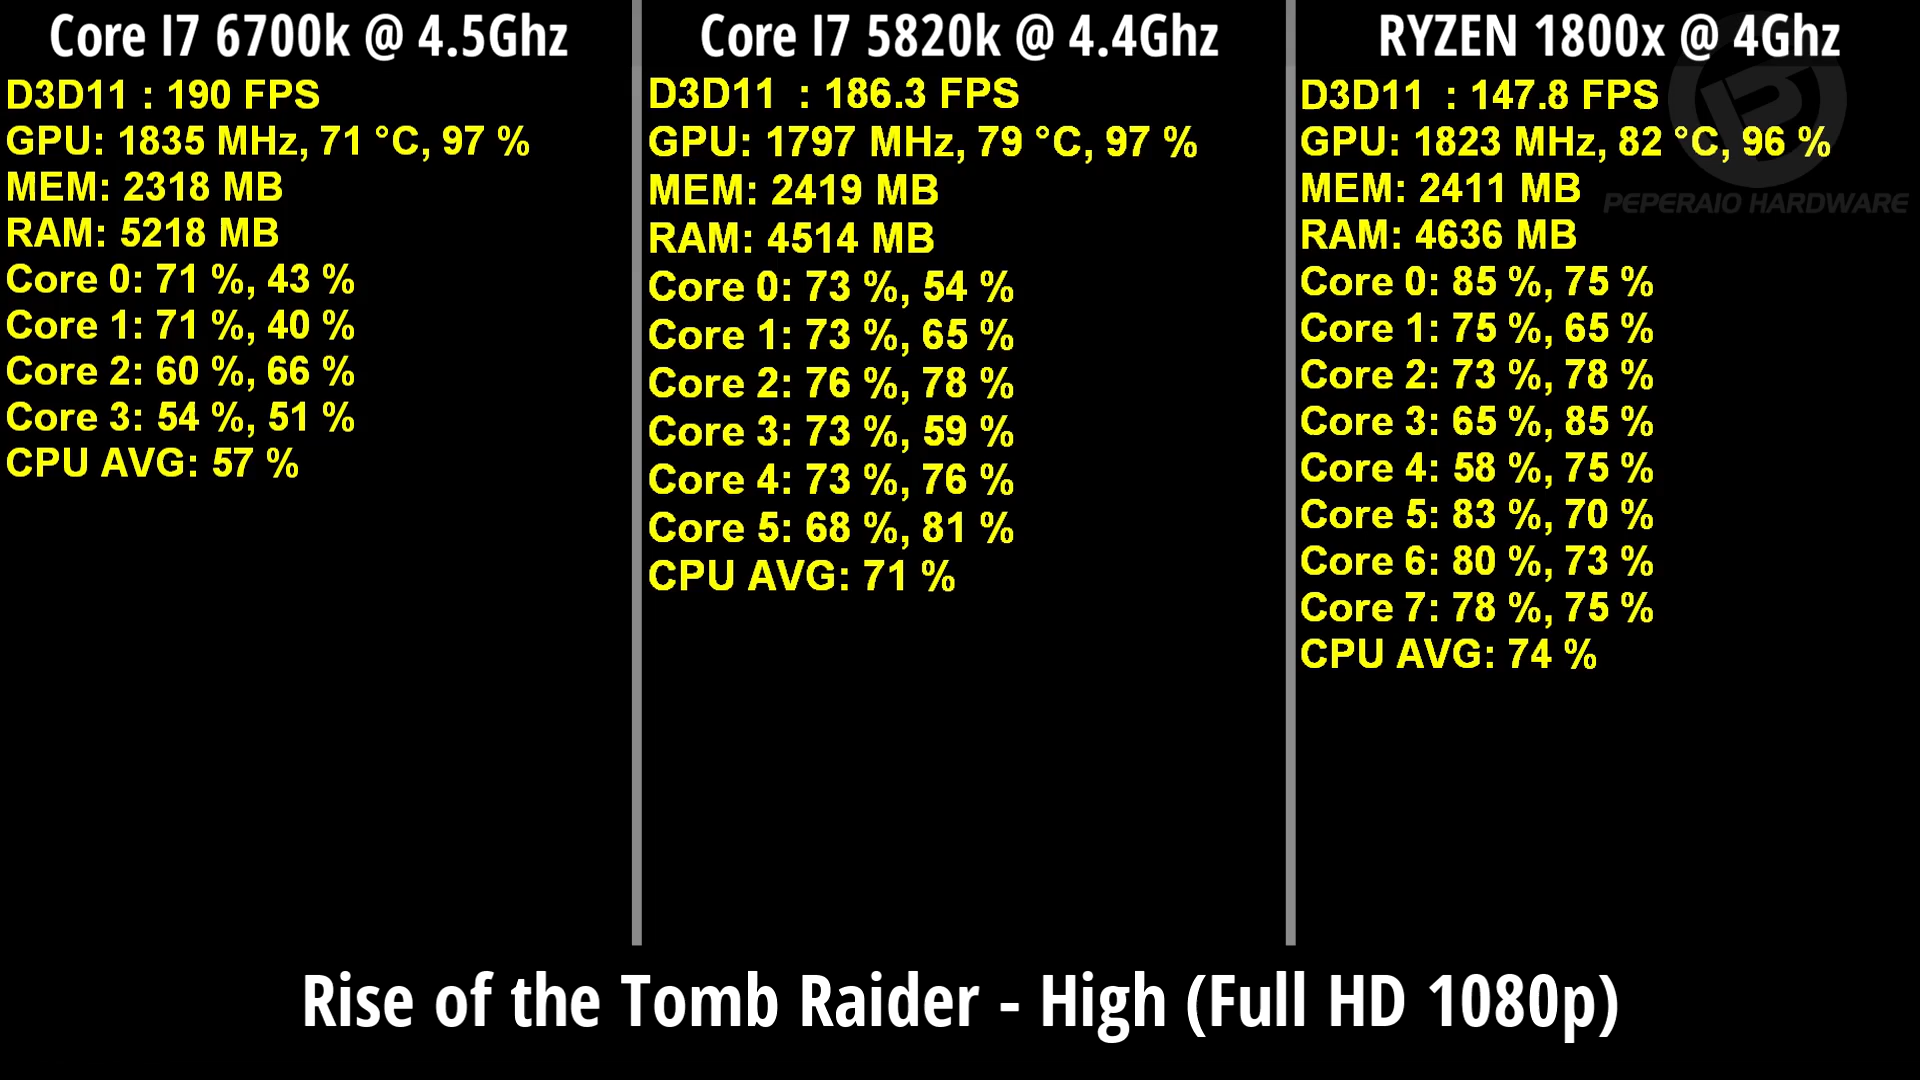 Core I7 6700k @ 4.5Ghz
D3D11 : 190 FPS
GPU: 1835 MHz, 71 °C, 97 %
MEM: 2318 MB
RAM: 5218 MB
Core 0: 71 %, 43 %
Core 1: 71 %, 40 %
Core 2: 60 %, 66 %
Core 3: 54 %, 51 %
CPU AVG: 57 %
Core I7 5820k @ 4.4Ghz
D3D11 : 186.3 FPS
GPU: 1797 MHz, 79 °C, 97 %
MEM: 2419 MB
RAM: 4514 MB
Core 0: 73 %, 54 %
Core 1: 73 %, 65 %
Core 2: 76 %, 78 %
Core 3: 73 %, 59 %
Core 4: 73 %, 76 %
Core 5: 68 %, 81 %
CPU AVG: 71 %
RYZEN 1800x @ 4Ghz
D3D11 : 147.8 FPS
GPU: 1823 MHz, 82 °C, 96 %
MEM: 2411 MB
PEPERAIO HARDWARE
RAM: 4636 MB
Core 0: 85 %, 75 %
Core 1: 75 %, 65 %
Core 2: 73 %, 78 %
Core 3: 65 %, 85 %
Core 4: 58 %, 75 %
Core 5: 83 %, 70 %
Core 6: 80 %, 73 %
Core 7: 78 %, 75 %
CPU AVG: 74 %
Rise of the Tomb Raider - High (Full HD 1080p)